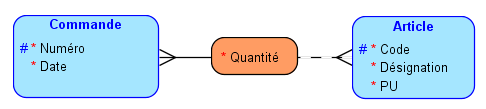 Commande
# * Numéro
* Date
* Quantité
Article
# * Code
* Désignation
* PU